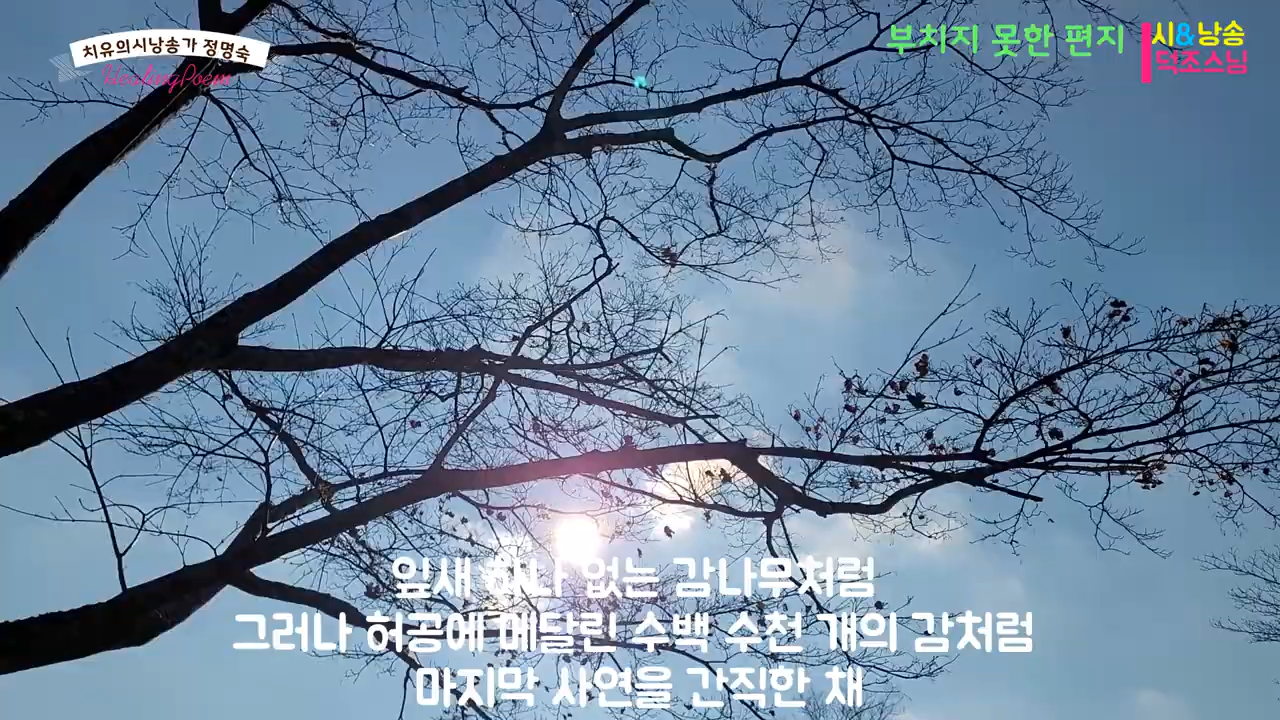 치유의시낭송가 정명숙
Healing Poem
부치지 못한 편지
시&낭송
덕조스님
잎새 하나 없는 감나무처럼
그러나 허공에 매달린 수백 수천 개의 감처럼
마지막 사연을 간직한 채